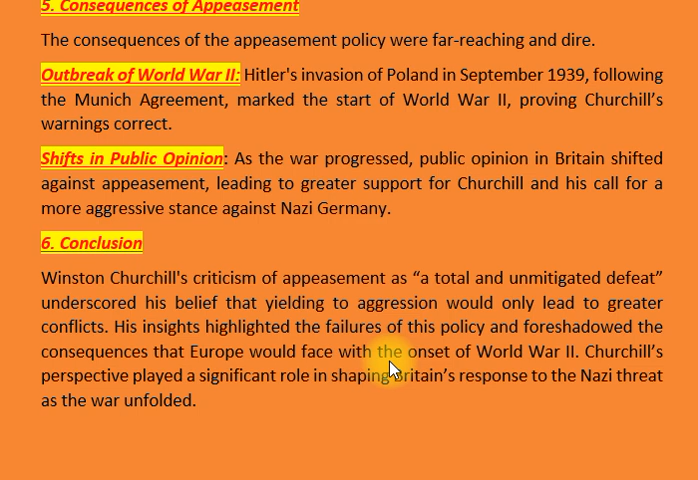 5. Consequences of Appeasement
The consequences of the appeasement policy were far-reaching and dire.
Outbreak of World War II: Hitler's invasion of Poland in September 1939, following
the Munich Agreement, marked the start of World War II, proving Churchill’s
warnings correct.
Shifts in Public Opinion: As the war progressed, public opinion in Britain shifted
against appeasement, leading to greater support for Churchill and his call for a
more aggressive stance against Nazi Germany.
6. Conclusion
Winston Churchill's criticism of appeasement as “a total and unmitigated defeat”
underscored his belief that yielding to aggression would only lead to greater
conflicts. His insights highlighted the failures of this policy and foreshadowed the
consequences that Europe would face with the onset of World War II. Churchill’s
perspective played a significant role in shaping Britain’s response to the Nazi threat
as the war unfolded.